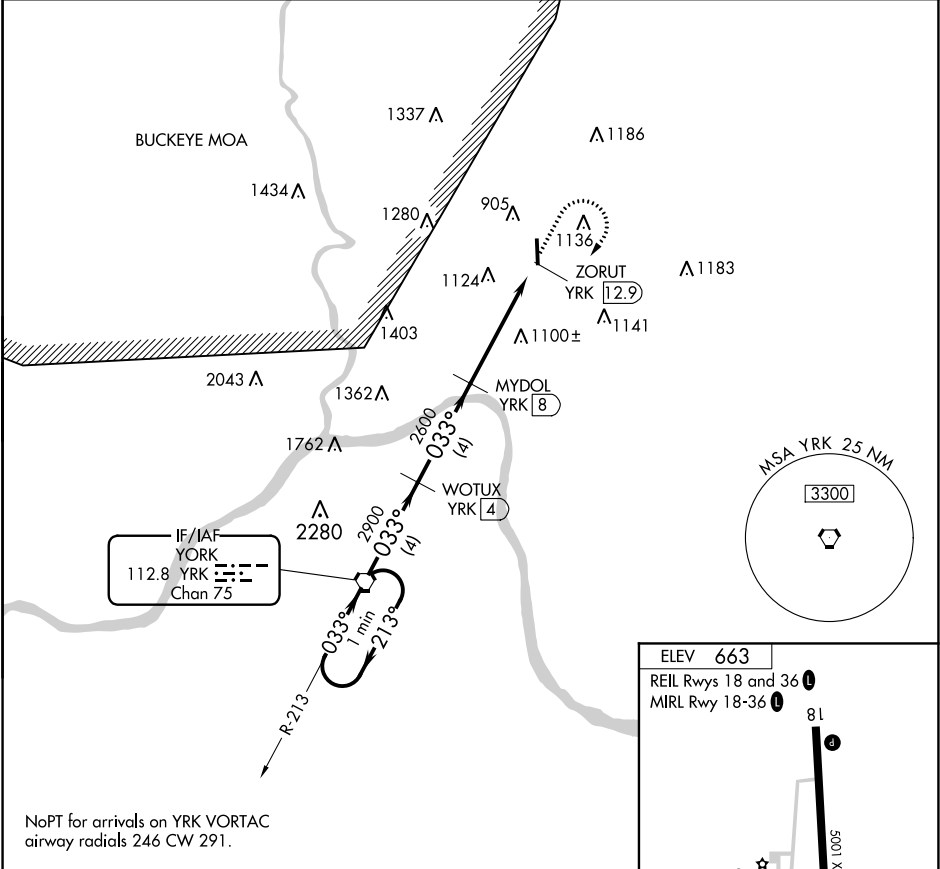 1337
BUCKEYE MOA
1186
1434
905
1280
1136
ZORUT
YRK 12.9
1124
1183
1403
1100±
1141
2043
1362
MYDOL
YRK 8
2600
033°
(4)
1762
MSA YRK 25 NM
3300
WOTUX
YRK 4
2900
033°
(4)
2280
IF/IAF
YORK
112.8 YRK
Chan 75
033°
1 min
213°
R-213
ELEV 663
REIL Rwys 18 and 36 L
MIRL Rwy 18-36 L
18
P
5001 X
NoPT for arrivals on YRK VORTAC
airway radials 246 CW 291.